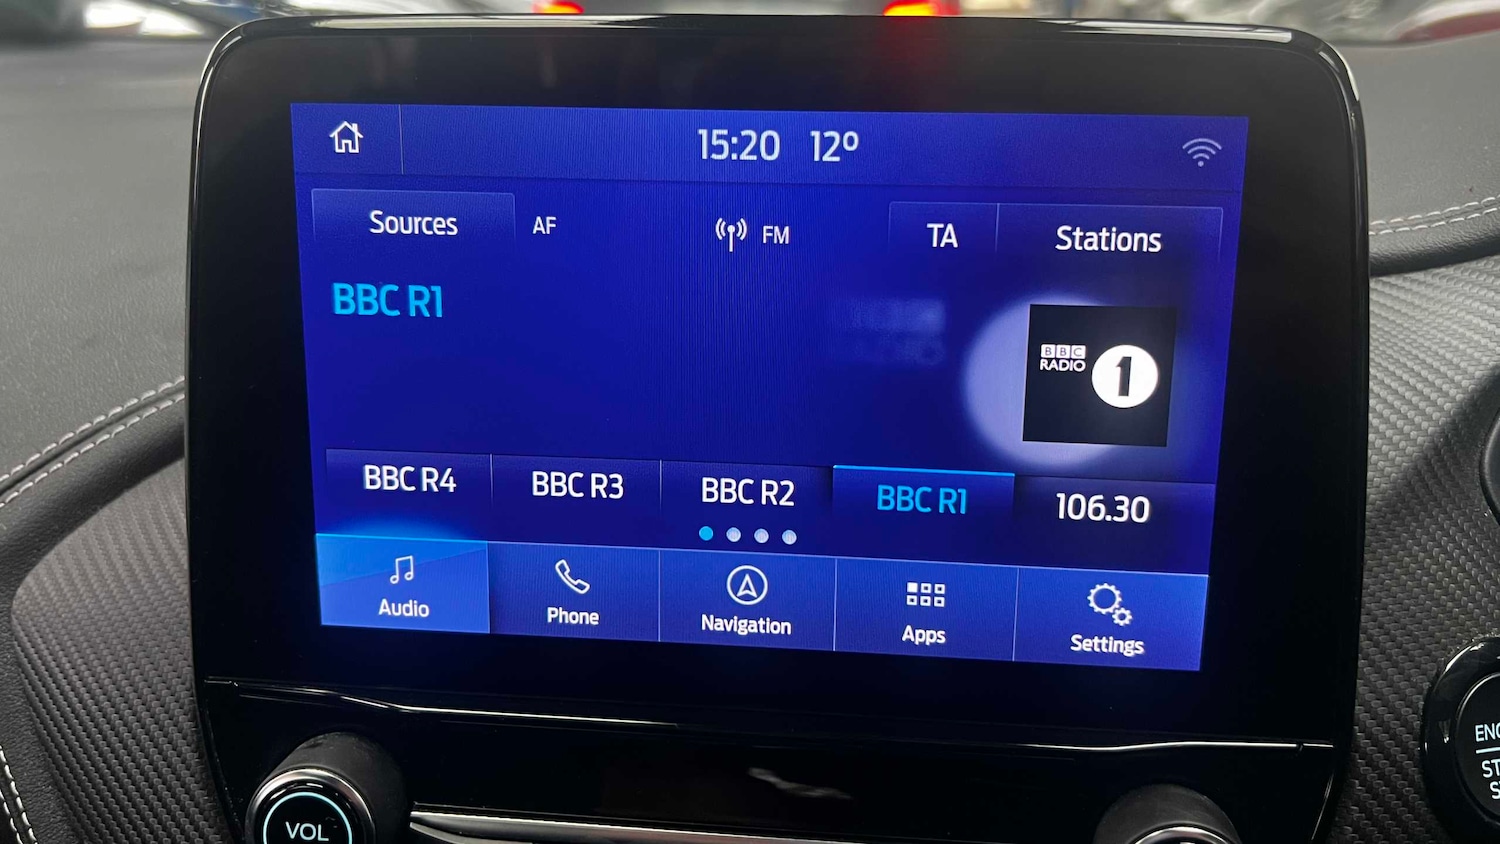 15:20 12º
Sources AF FM TA Stations
BBC R1
BBC
RADIO 1
BBC R4 BBC R3 BBC R2 BBC R1 106.30
Audio Phone Navigation Apps Settings
VOL